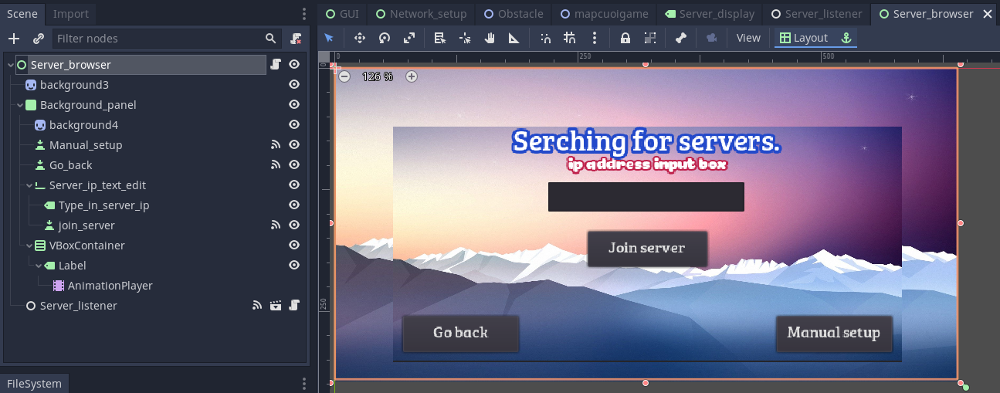 Scene Import
GUI Network_setup Obstacle mapcuolgame Server_display Server_listener Server_browser
Filter nodes
View Layout
Server_browser
background3
Background_panel
background4
Manual_setup
Go_back
Server_ip_text_edit
Type_in_server_ip
join_server
VBoxContainer
Label
AnimationPlayer
Server_listener
FileSystem
0 250 500
0
250
126 %
Serching for servers.
ip address input box
Join server
Go back Manual setup